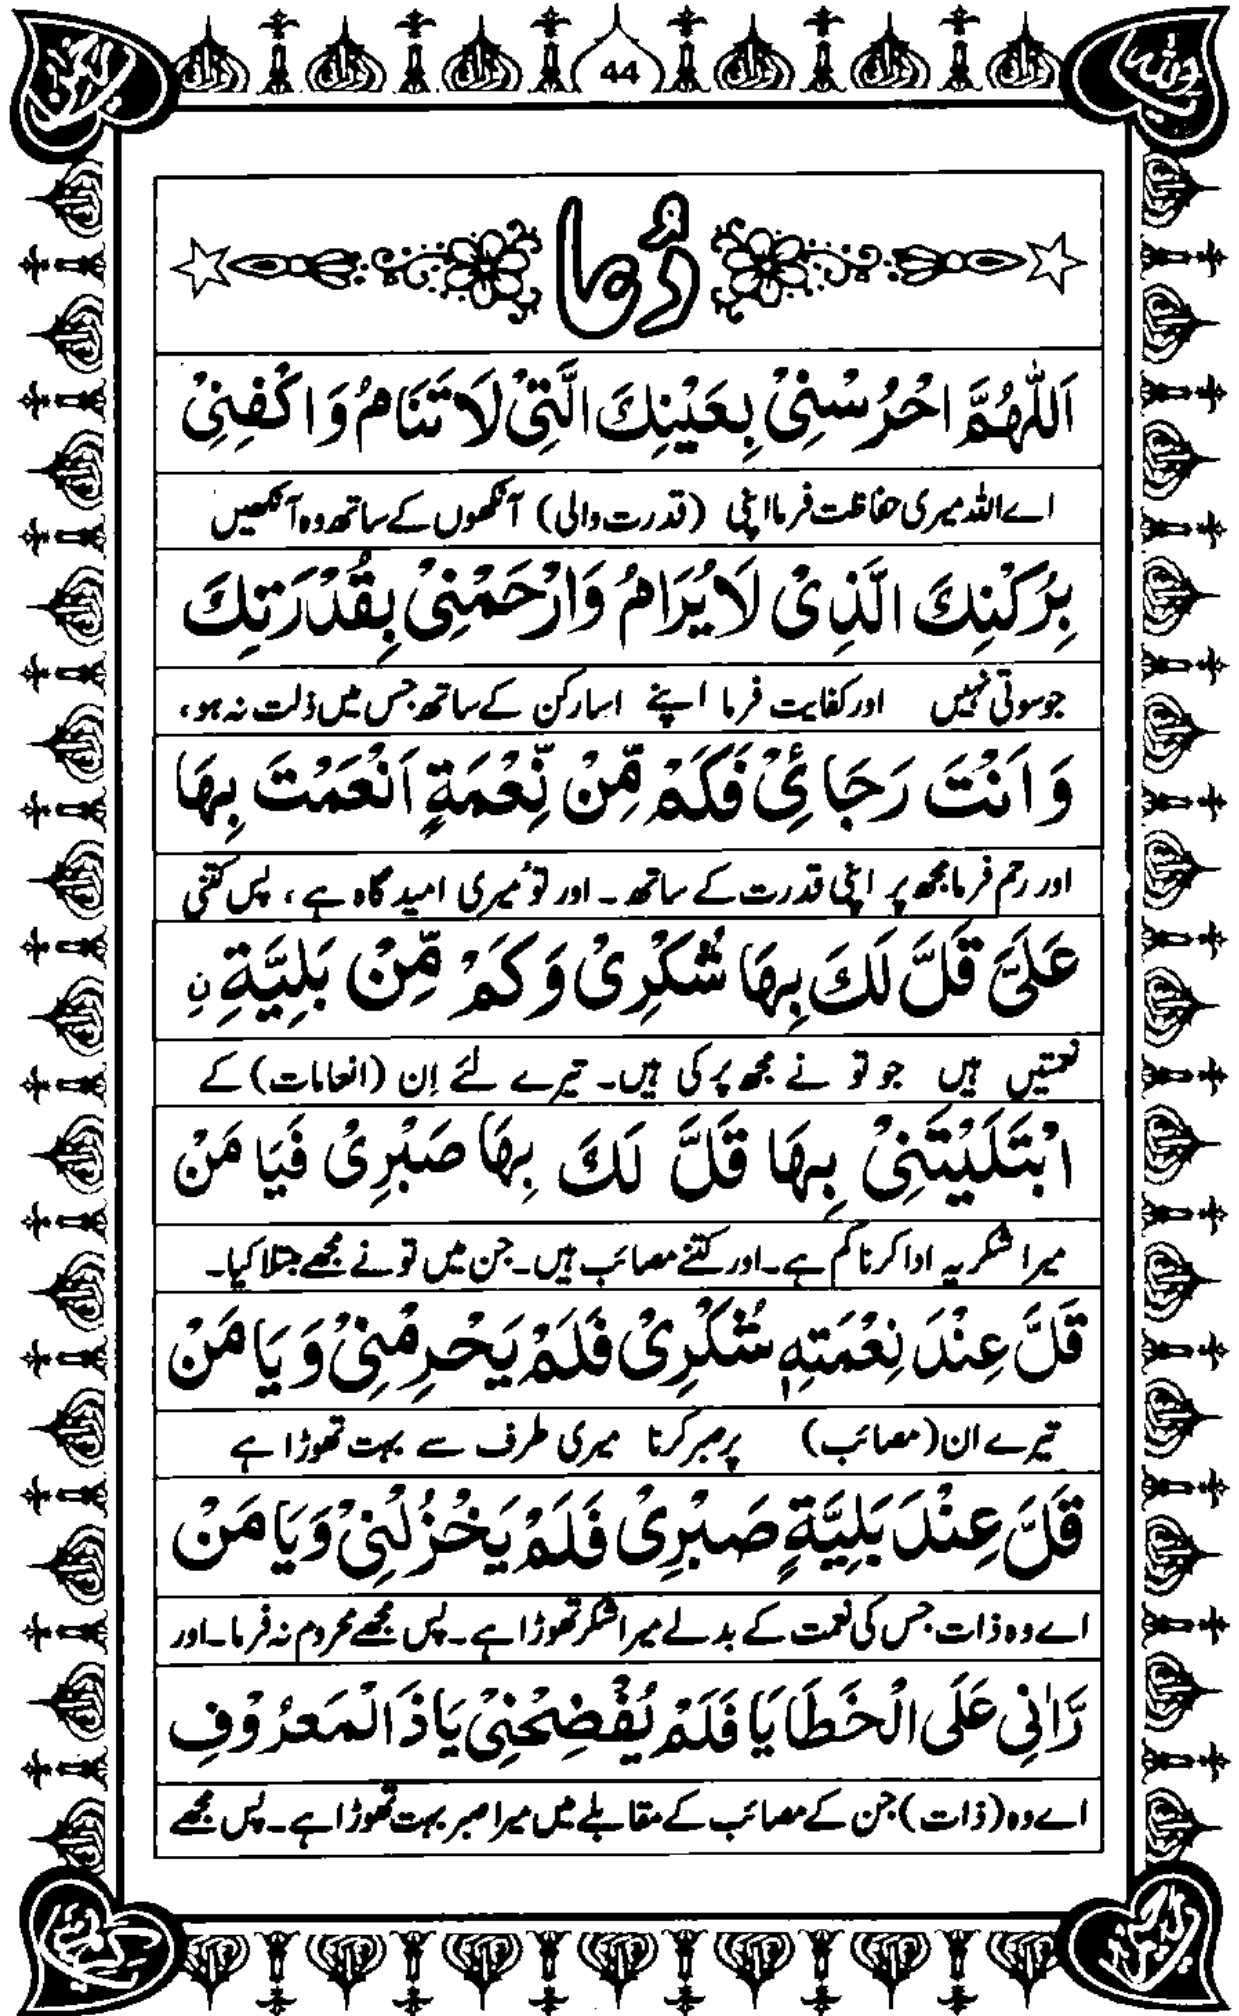 44
دُعا
اَللّٰهُمَّ احْرُسْنِیْ بِعَیْنِكَ الَّتِیْ لَا تَنَامُ وَاكْفِنِیْ
اے اللہ میری حفاظت فرما اپنی (قدرت والی) آنکھوں کے ساتھ وہ آنکھیں
بِرُكْنِكَ الَّذِیْ لَا یُرَامُ وَارْحَمْنِیْ بِقُدْرَتِكَ
جو سوتی نہیں اور کفایت فرما اپنے اسا رکن کے ساتھ جس میں ذلت نہ ہو،
وَاَنْتَ رَجَائِیْ فَكَمْ مِّنْ نِّعْمَةٍ اَنْعَمْتَ بِهَا
اور رحم فرما مجھ پر اپنی قدرت کے ساتھ ۔ اور تُو میری امید گاہ ہے ، پس کتنی
عَلَیَّ قَلَّ لَكَ بِهَا شُكْرِیْ وَكَمْ مِّنْ بَلِیَّةِ نِ
نعمتیں ہیں جو تو نے مجھ پر کی ہیں۔ تیرے لئے اِن (انعامات) کے
ابْتَلَیْتَنِیْ بِهَا قَلَّ لَكَ بِهَا صَبْرِیْ فَیَا مَنْ
میرا شکریہ ادا کرنا کم ہے۔ اور کتنے مصائب ہیں۔ جن میں تو نے مجھے مبتلا کیا۔
قَلَّ عِنْدَ نِعْمَتِهٖ شُكْرِیْ فَلَمْ یَحْرِمْنِیْ وَیَا مَنْ
تیرے ان (مصائب) پر صبر کرنا میری طرف سے بہت تھوڑا ہے
قَلَّ عِنْدَ بَلِیَّةٍ صَبْرِیْ فَلَمْ یَخْزُلْنِیْ وَیَا مَنْ
اے وہ ذات جس کی نعمت کے بدلے میرا شکر تھوڑا ہے۔ پس مجھے محروم نہ فرما۔ اور
رَّاٰنِی عَلَی الْخَطَایَا فَلَمْ یُفْضِحْنِیْ یَا ذَالْمَعْرُوْفِ
اے وہ (ذات) جن کے مصائب کے مقابلے میں میرا صبر بہت تھوڑا ہے۔ پس مجھے